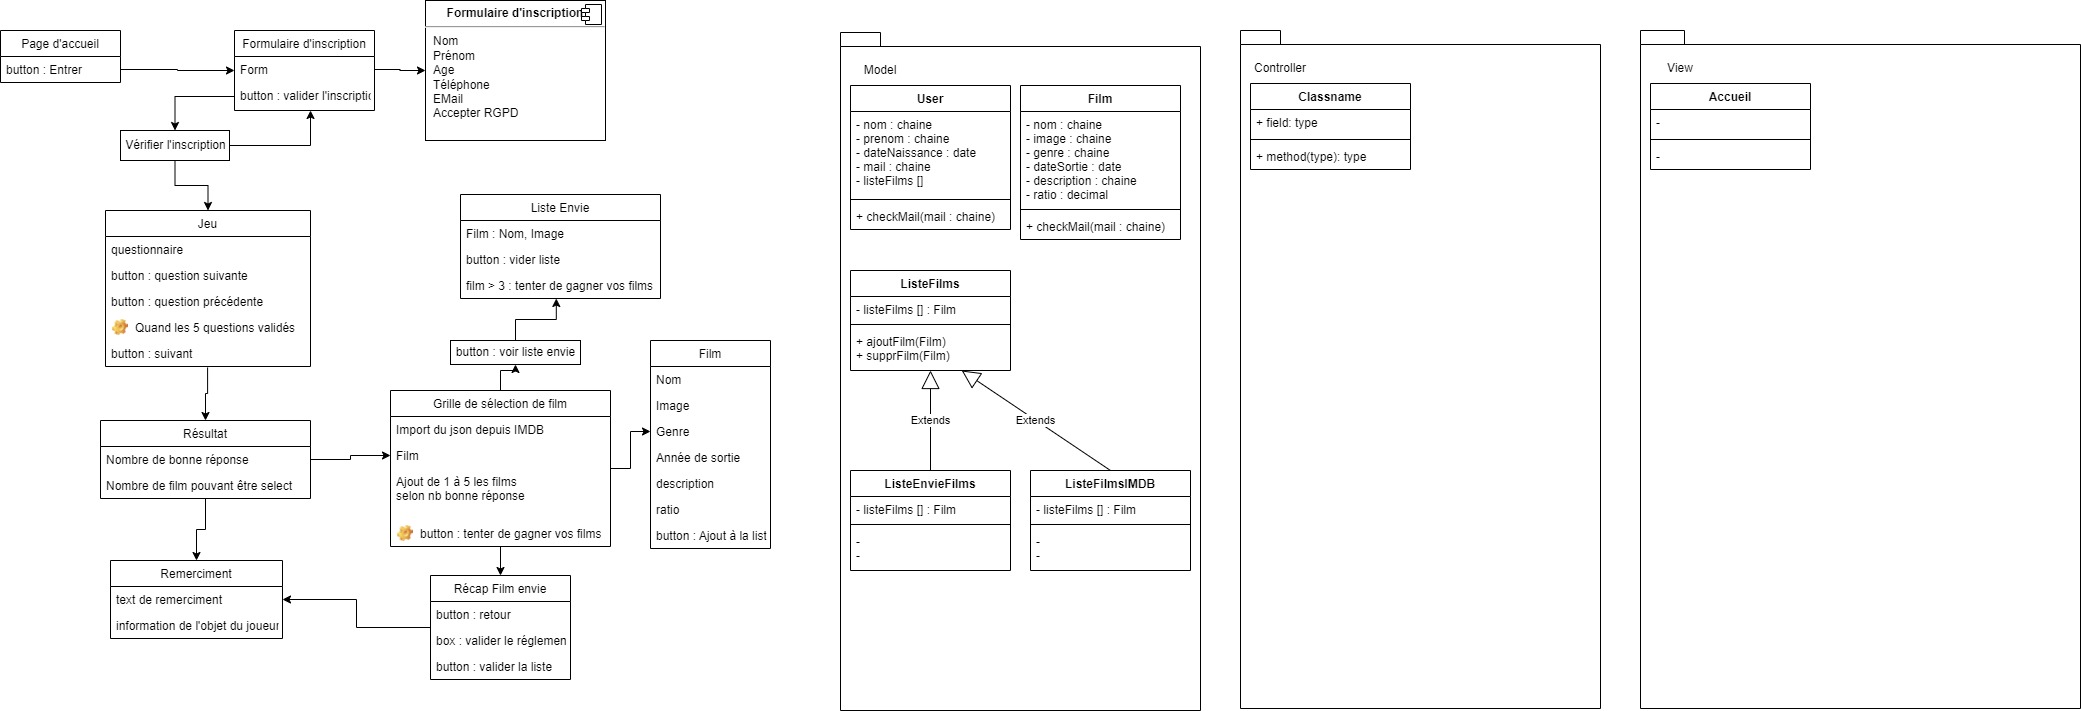 Page d'accueil
button : Entrer
Formulaire d'inscription
Form
button : valider l'inscriptic
Formulaire d'inscription
Nom
Prénom
Age
Téléphone
EMail
Accepter RGPD
Vérifier l'inscription
Jeu
questionnaire
button : question suivante
button : question précédente
Quand les 5 questions validés
button : suivant
Liste Envie
Film : Nom, Image
button : vider liste
film > 3 : tenter de gagner vos films
button : voir liste envie
Grille de sélection de film
Import du json depuis IMDB
Film
Ajout de 1 à 5 les films
selon nb bonne réponse
button : tenter de gagner vos films
Film
Nom
Image
Genre
Année de sortie
description
ratio
button : Ajout à la list
Résultat
Nombre de bonne réponse
Nombre de film pouvant être select
Remerciment
text de remerciment
information de l'objet du joueur
Récap Film envie
button : retour
box : valider le réglemen
button : valider la liste
Model
User
- nom : chaine
- prenom : chaine
- dateNaissance : date
- mail : chaine
- listeFilms []
+ checkMail(mail : chaine)
Film
- nom : chaine
- image : chaine
- genre : chaine
- dateSortie : date
- description : chaine
- ratio : decimal
+ checkMail(mail : chaine)
ListeFilms
- listeFilms [] : Film
+ ajoutFilm(Film)
+ supprFilm(Film)
Extends
Extends
ListeEnvieFilms
- listeFilms [] : Film
-
-
ListeFilmsIMDB
- listeFilms [] : Film
-
-
Controller
Classname
+ field: type
+ method(type): type
View
Accueil
-
-